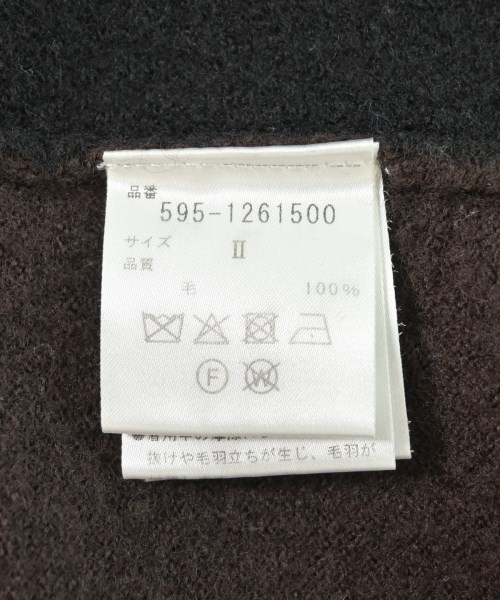 品番
595-1261500
サイズ II
品質
毛 100%
F W
抜けや毛羽立ちが生じ、毛羽が